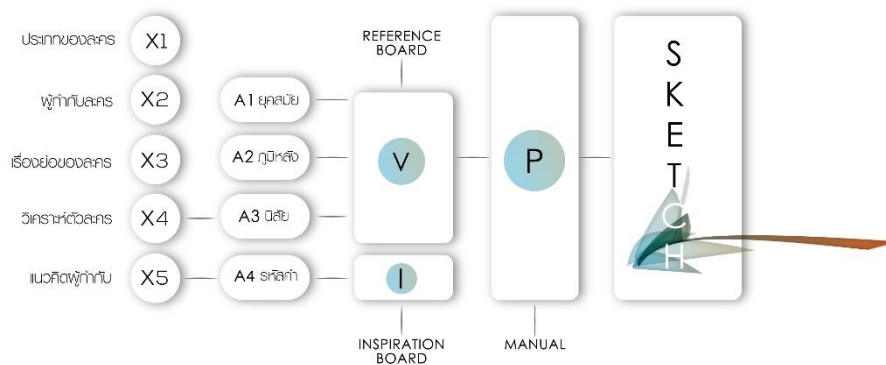 ประเภทของละคร X1
REFERENCE
BOARD
ผู้กำกับละคร X2 A1 ยุคสมัย
เรื่องย่อของละคร X3 A2 ภูมิหลัง
V
P
วิเคราะห์ตัวละคร X4 A3 นิสัย
แนวคิดผู้กำกับ X5 A4 รหัสคำ
I
INSPIRATION
BOARD
MANUAL
SKETCH